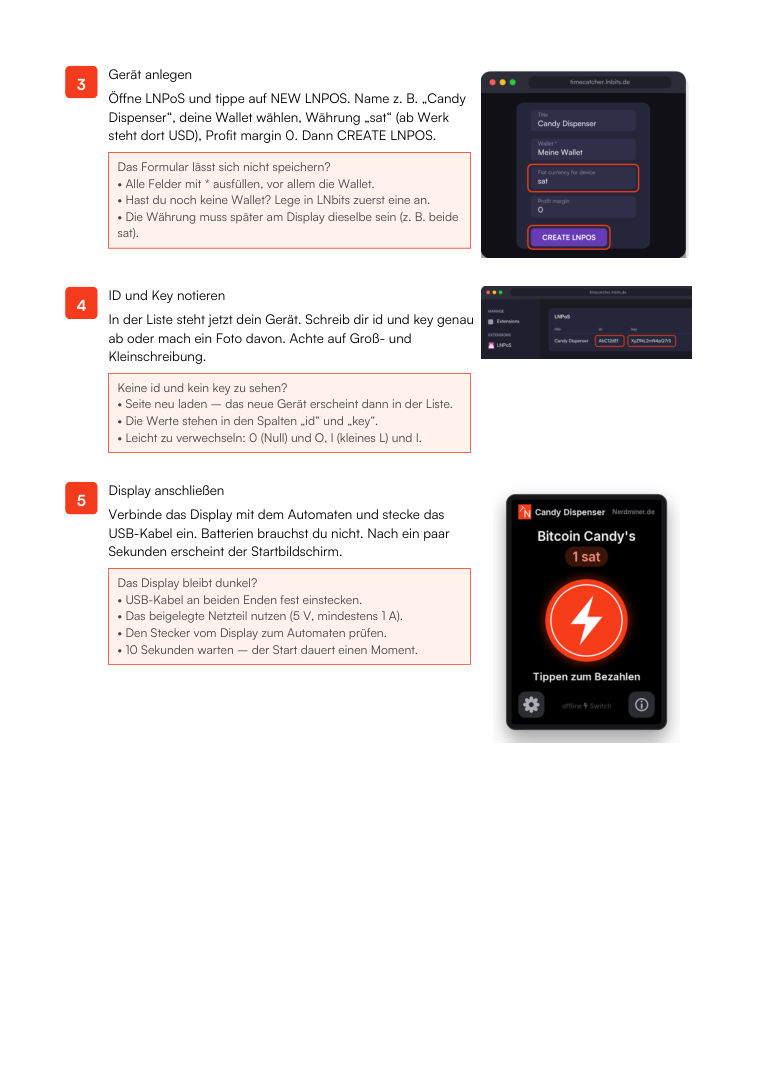 3
Gerät anlegen
Öffne LNPoS und tippe auf NEW LNPOS. Name z. B. „Candy
Dispenser“, deine Wallet wählen, Währung „sat“ (ab Werk
steht dort USD), Profit margin 0. Dann CREATE LNPOS.
Das Formular lässt sich nicht speichern?
• Alle Felder mit * ausfüllen, vor allem die Wallet.
• Hast du noch keine Wallet? Lege in LNbits zuerst eine an.
• Die Währung muss später am Display dieselbe sein (z. B. beide
sat).
timecatcher.lnbits.de
Title
Candy Dispenser
Wallet *
Meine Wallet
Fiat currency for device
sat
Profit margin
0
CREATE LNPOS
4
ID und Key notieren
In der Liste steht jetzt dein Gerät. Schreib dir id und key genau
ab oder mach ein Foto davon. Achte auf Groß- und
Kleinschreibung.
Keine id und kein key zu sehen?
• Seite neu laden — das neue Gerät erscheint dann in der Liste.
• Die Werte stehen in den Spalten „id“ und „key“.
• Leicht zu verwechseln: 0 (Null) und O, l (kleines L) und I.
timecatcher.lnbits.de
MANAGE
Extensions
EXTENSIONS
LNPoS
LNPoS
title id key
Candy Dispenser
5
Display anschließen
Verbinde das Display mit dem Automaten und stecke das
USB-Kabel ein. Batterien brauchst du nicht. Nach ein paar
Sekunden erscheint der Startbildschirm.
Das Display bleibt dunkel?
• USB-Kabel an beiden Enden fest einstecken.
• Das beigelegte Netzteil nutzen (5 V, mindestens 1 A).
• Den Stecker vom Display zum Automaten prüfen.
• 10 Sekunden warten — der Start dauert einen Moment.
Candy Dispenser Nerdminer.de
Bitcoin Candy's
1 sat
Tippen zum Bezahlen
offline Switch